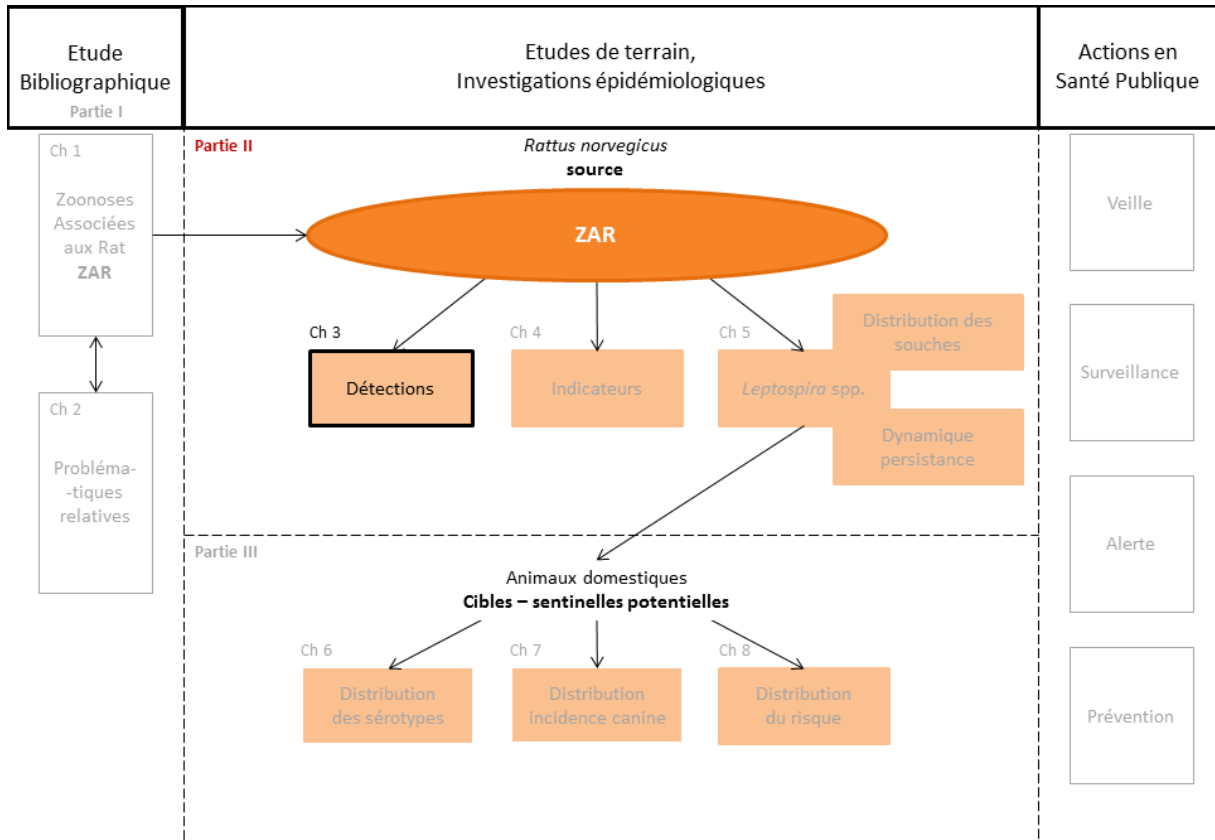 Etude
Bibliographique
Partie I
Etudes de terrain,
Investigations épidémiologiques
Actions en
Santé Publique
Ch 1
Zoonoses
Associées
aux Rat
ZAR
Ch 2
Probléma-
-tiques
relatives
Partie II
Rattus norvegicus
source
ZAR
Ch 3
Détections
Ch 4
Indicateurs
Ch 5
Leptospira spp.
Distribution des
souches
Dynamique
persistance
Partie III
Animaux domestiques
Cibles – sentinelles potentielles
Ch 6
Distribution
des sérotypes
Ch 7
Distribution
incidence canine
Ch 8
Distribution
du risque
Veille
Surveillance
Alerte
Prévention